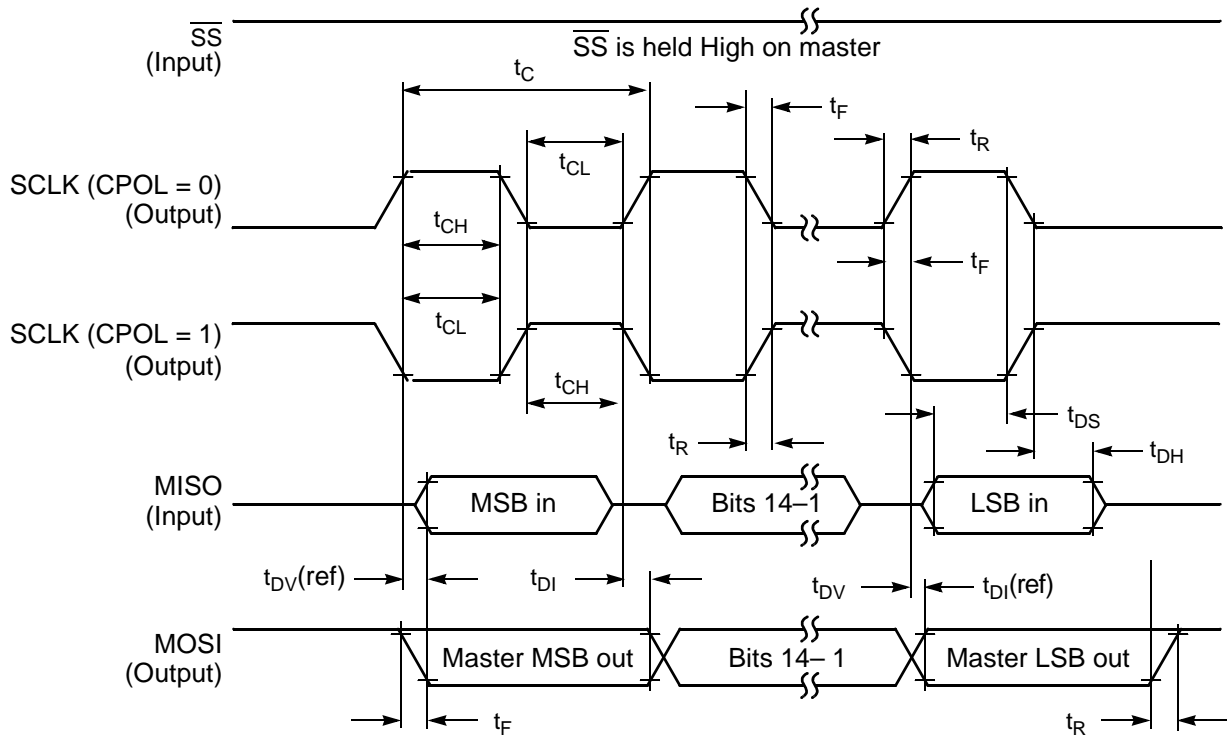 SS
(Input)
SS is held High on master
tC
tF
tR
tCL
SCLK (CPOL = 0)
(Output)
tCH
tF
tCL
SCLK (CPOL = 1)
(Output)
tCH
tDS
tR
tDH
MISO
(Input)
MSB in
Bits 14–1
LSB in
tDV(ref)
tDI
tDV
tDI(ref)
MOSI
(Output)
Master MSB out
Bits 14– 1
Master LSB out
tF
tR